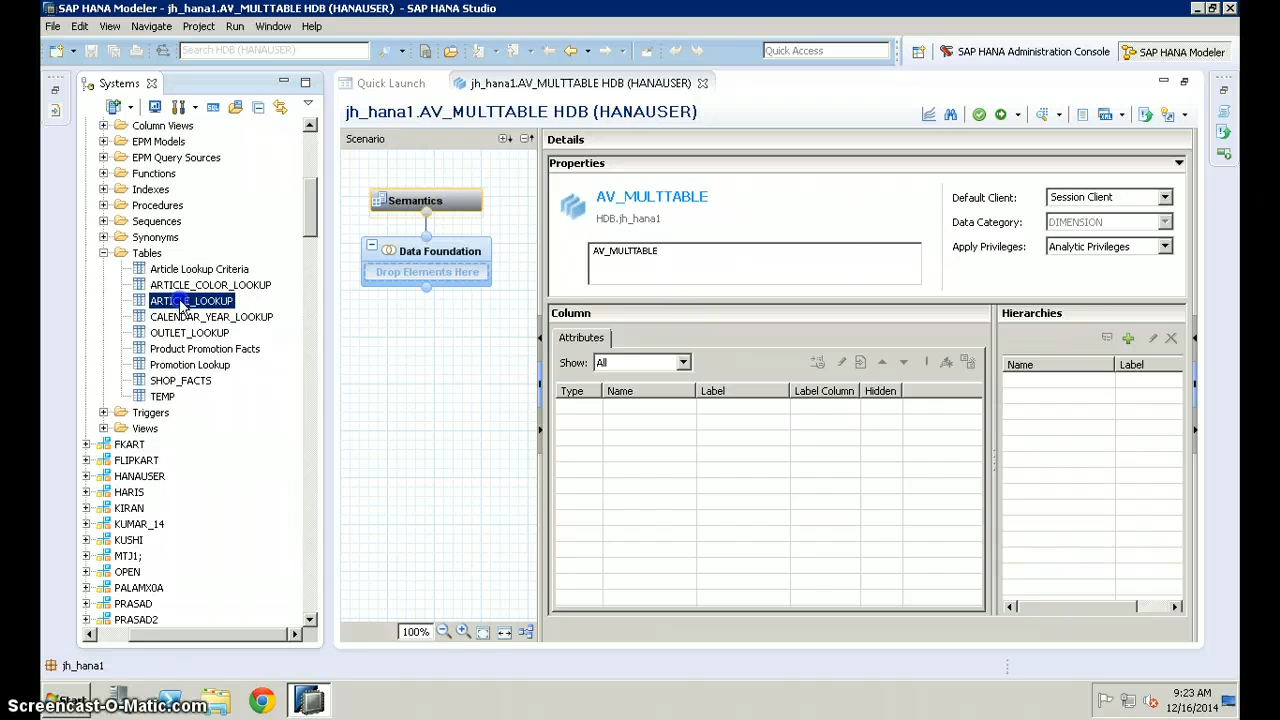 SAP HANA Modeler - jh_hana1.AV_MULTTABLE HDB (HANAUSER) - SAP HANA Studio
File Edit View Navigate Project Run Window Help
Search HDB (HANAUSER)
Quick Access
SAP HANA Administration Console
SAP HANA Modeler
Systems
Quick Launch
jh_hana1.AV_MULTTABLE HDB (HANAUSER)
jh_hana1.AV_MULTTABLE HDB (HANAUSER)
Column Views
EPM Models
EPM Query Sources
Functions
Indexes
Procedures
Sequences
Synonyms
Tables
Article Lookup Criteria
ARTICLE_COLOR_LOOKUP
ARTICLE_LOOKUP
CALENDAR_YEAR_LOOKUP
OUTLET_LOOKUP
Product Promotion Facts
Promotion Lookup
SHOP_FACTS
TEMP
Triggers
Views
FKART
FLIPKART
HANAUSER
HARIS
KIRAN
KUMAR_14
KUSHI
MTJ1;
OPEN
PALAMX0A
PRASAD
PRASAD2
Scenario
Semantics
Data Foundation
Drop Elements Here
100%
Details
Properties
AV_MULTTABLE
HDB.jh_hana1
AV_MULTTABLE
Default Client: Session Client
Data Category: DIMENSION
Apply Privileges: Analytic Privileges
Column
Attributes
Show: All
Type Name Label Label Column Hidden
Hierarchies
Name Label
jh_hana1
Start
Screencast-O-Matic.com
9:23 AM
12/16/2014